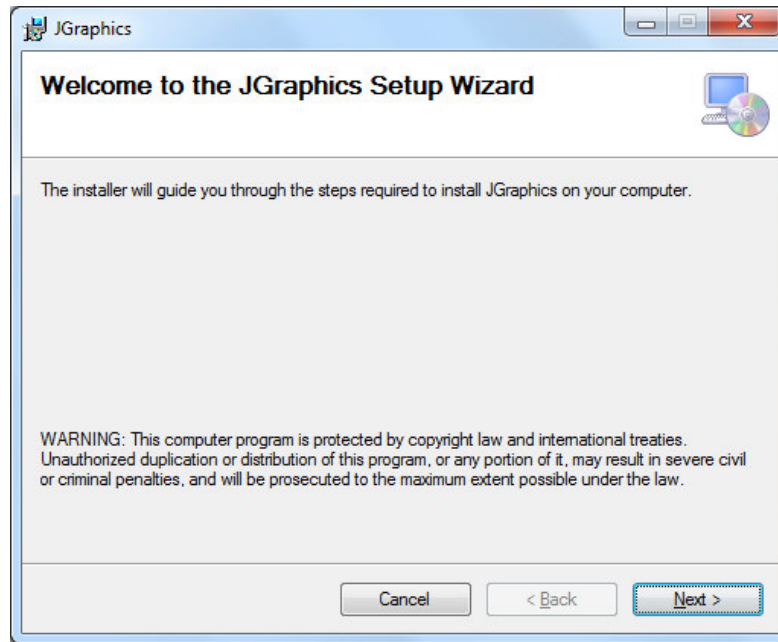 JGraphics
Welcome to the JGraphics Setup Wizard
The installer will guide you through the steps required to install JGraphics on your computer.
WARNING: This computer program is protected by copyright law and international treaties.
Unauthorized duplication or distribution of this program, or any portion of it, may result in severe civil
or criminal penalties, and will be prosecuted to the maximum extent possible under the law.
Cancel < Back Next >